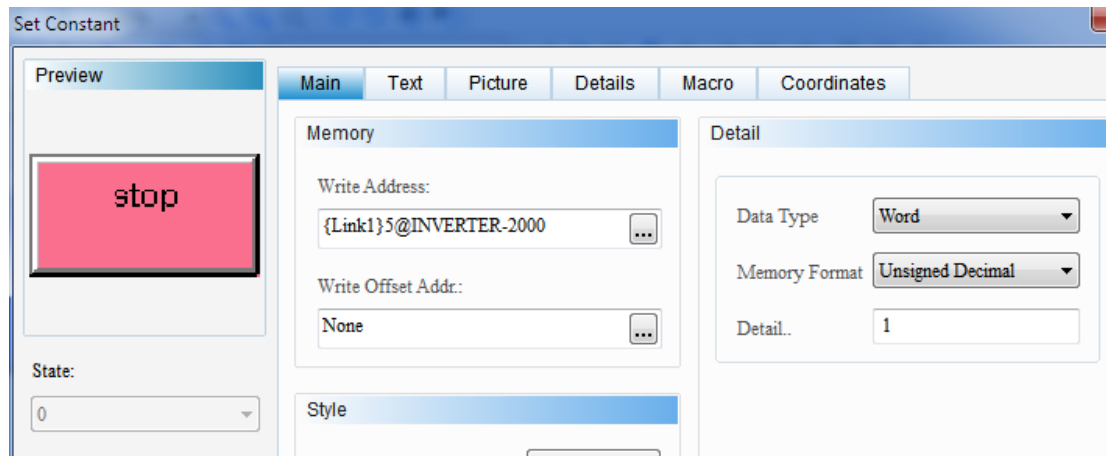 Set Constant
Preview
stop
State:
0
Main Text Picture Details Macro Coordinates
Memory
Write Address:
{Link1}5@INVERTER-2000 ...
Write Offset Addr.:
None ...
Style
Detail
Data Type Word
Memory Format Unsigned Decimal
Detail.. 1